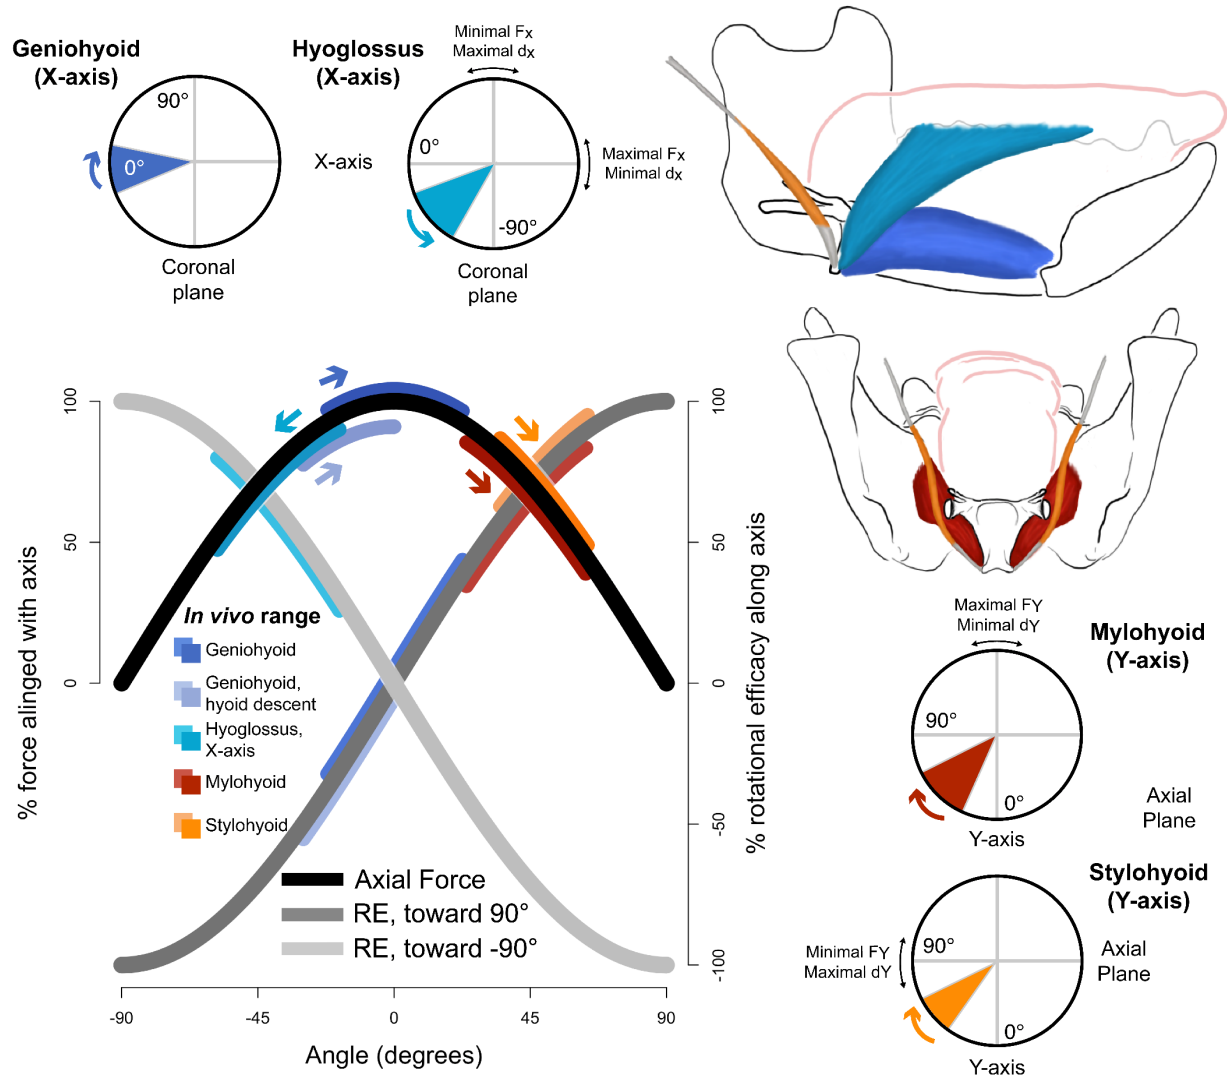 Geniohyoid
(X-axis)
90°
0°
Coronal
plane
Hyoglossus
(X-axis)
Minimal Fx
Maximal dx
X-axis
0°
-90°
Maximal Fx
Minimal dx
Coronal
plane
% force alinged with axis
100
50
0
In vivo range
Geniohyoid
Geniohyoid,
hyoid descent
Hyoglossus,
X-axis
Mylohyoid
Stylohyoid
Axial Force
RE, toward 90°
RE, toward -90°
-90
-45
0
45
90
Angle (degrees)
100
50
0
-50
-100
% rotational efficacy along axis
Maximal FY
Minimal dY
Mylohyoid
(Y-axis)
90°
0°
Y-axis
Axial
Plane
Stylohyoid
(Y-axis)
Minimal FY
Maximal dY
90°
0°
Axial
Plane
Y-axis